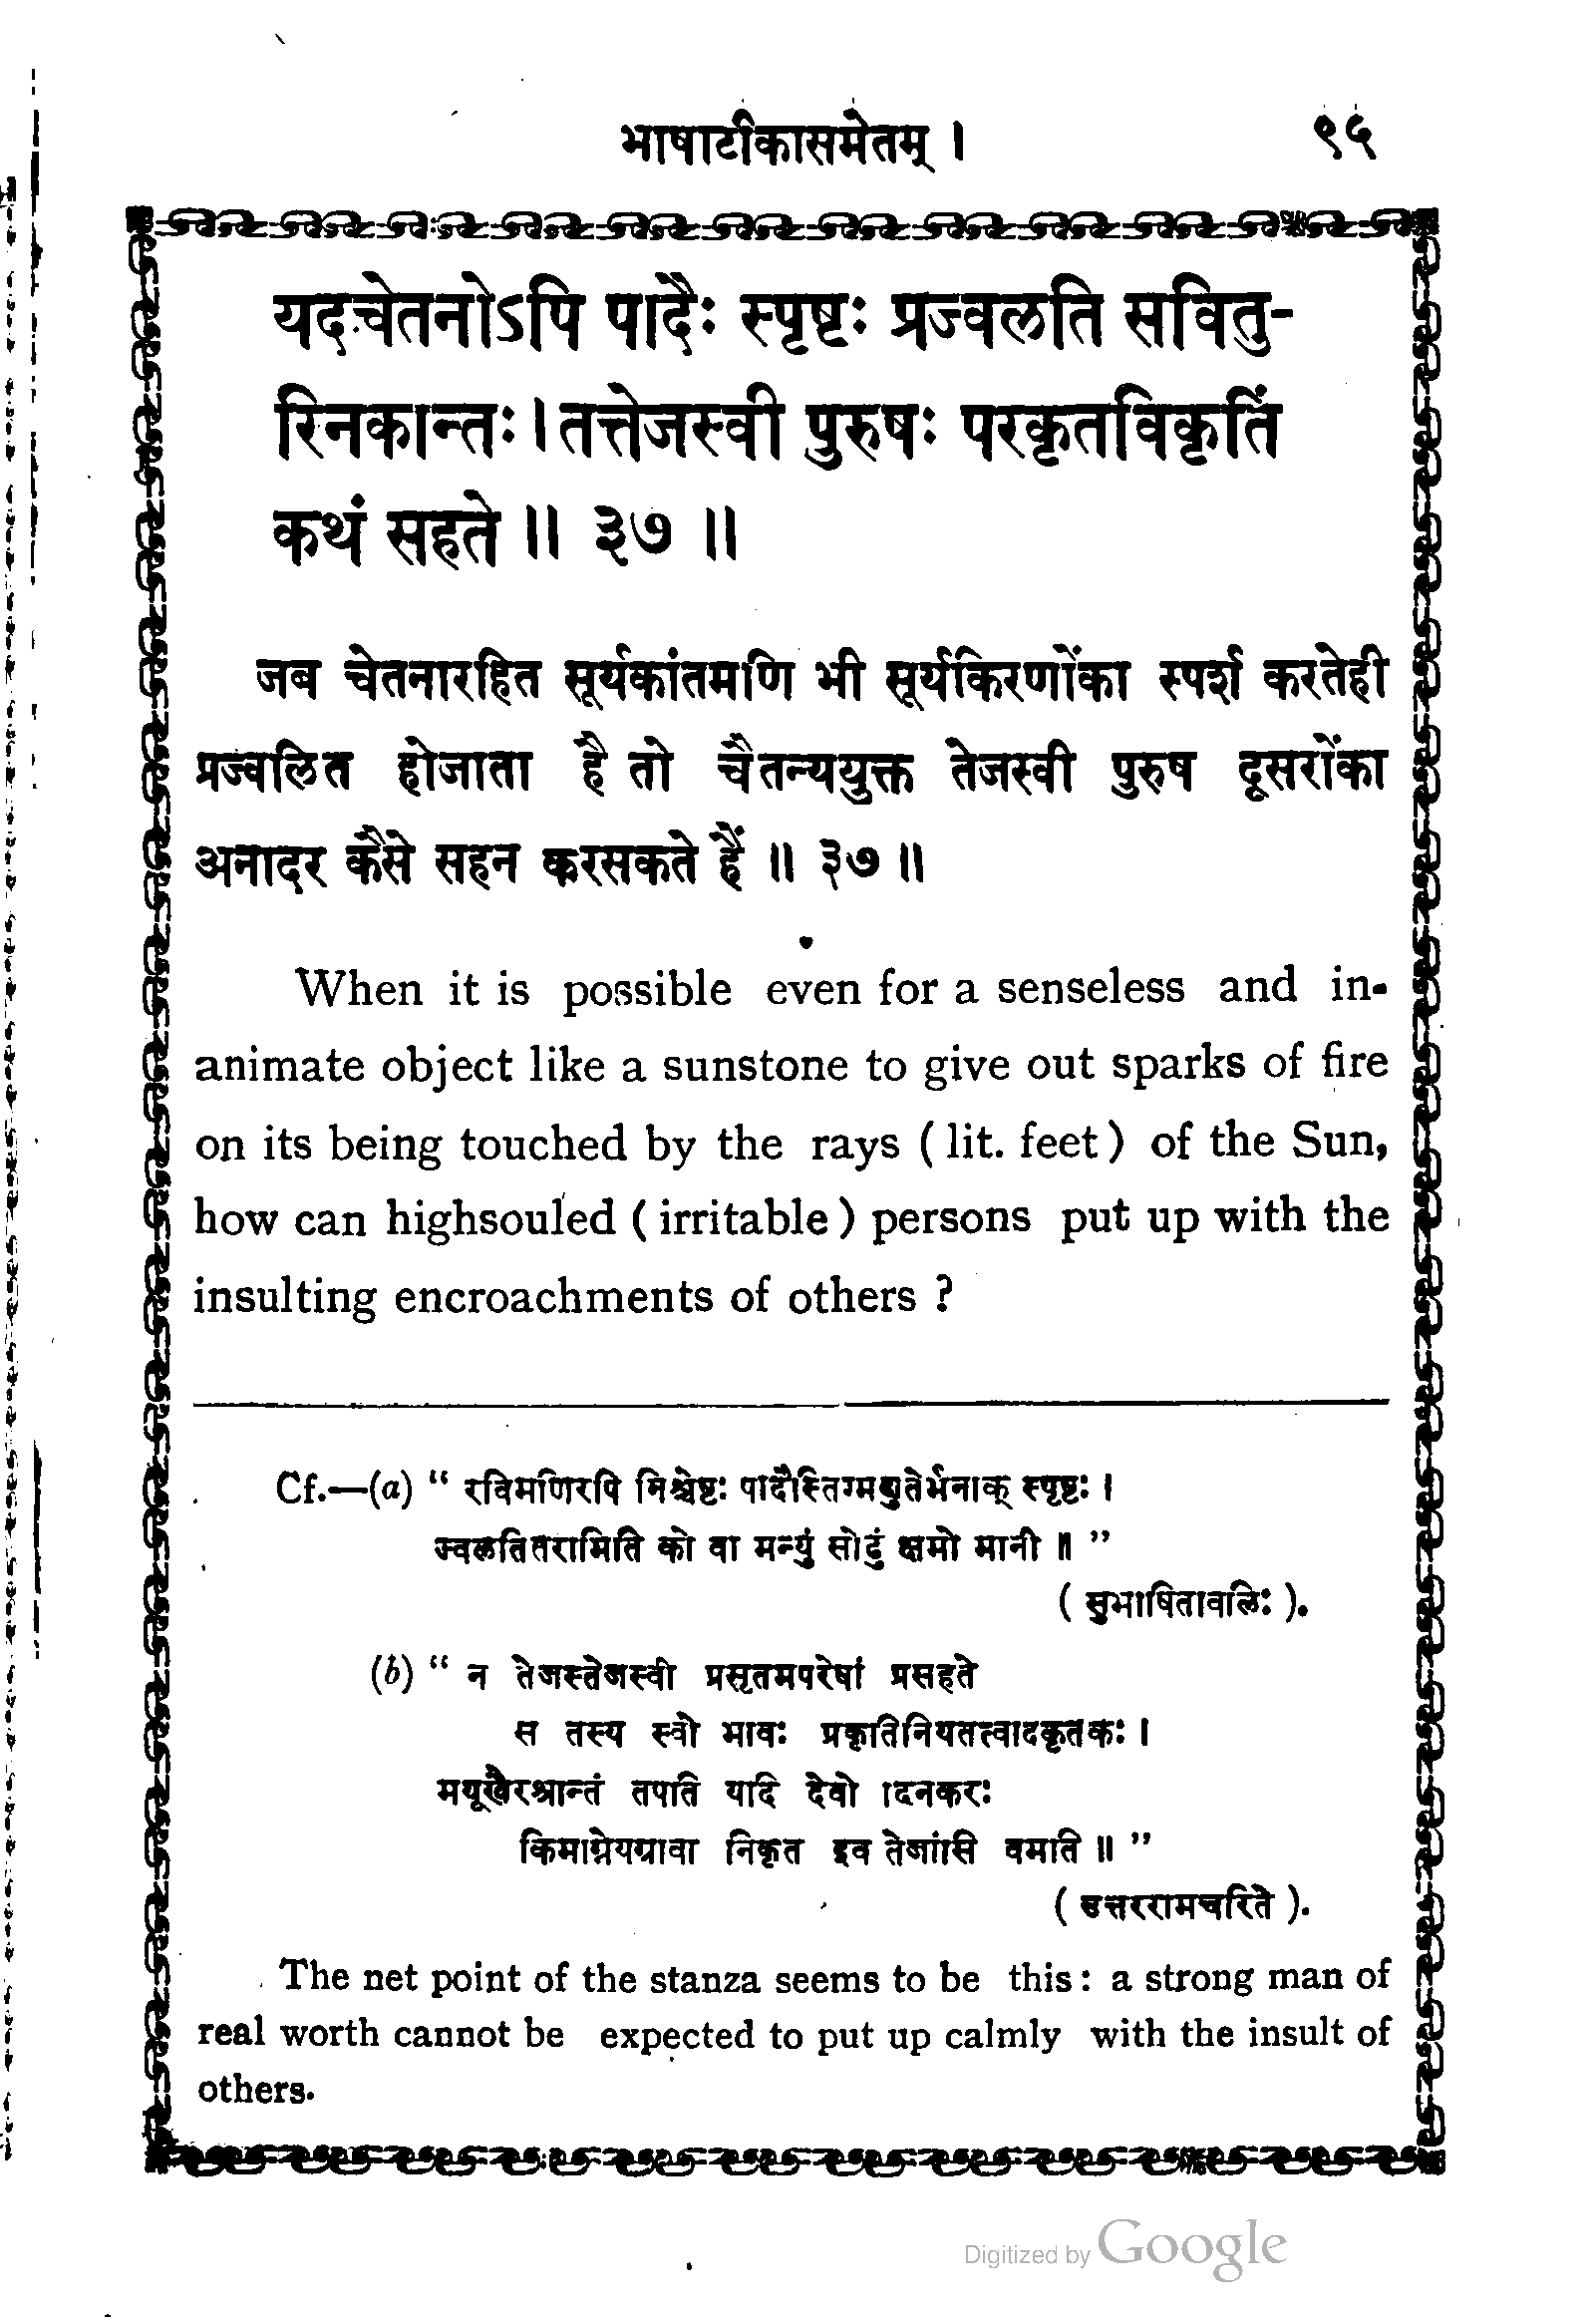 भाषाटीकासमेतम् । ९५
यदचेतनोऽपि पादैः स्पृष्टः प्रज्वलति सवितु-
रिनकान्तः । तत्तेजस्वी पुरुषः परकृतविकृतिं
कथं सहते ॥ ३७ ॥
जब चेतनारहित सूर्यकांतमणि भी सूर्यकिरणोंका स्पर्श करतेही
प्रज्वलित होजाता है तो चैतन्ययुक्त तेजस्वी पुरुष दूसरोंका
अनादर कैसे सहन करसकते हैं ॥ ३७ ॥
When it is possible even for a senseless and in-
animate object like a sunstone to give out sparks of fire
on its being touched by the rays ( lit. feet ) of the Sun,
how can highsouled ( irritable ) persons put up with the
insulting encroachments of others ?
Cf.—(a) “ रविमणिरपि निश्चेष्टः पादैस्तिग्मद्युतेर्मनाक् स्पृष्टः ।
ज्वलतितरामिति को वा मन्युं सोढुं क्षमो मानी ॥ ”
( सुभाषितावलिः ).
(b) “ न तेजस्तेजस्वी प्रसृतमपरेषां प्रसहते
स तस्य स्वो भावः प्रकृतिनियतत्वादकृतकः ।
मयूखैरश्रान्तं तपति यादि देवो दिनकरः
किमाग्नेयग्रावा निकृत इव तेजांसि वमति ॥ ”
( उत्तररामचरिते ).
The net point of the stanza seems to be this : a strong man of
real worth cannot be expected to put up calmly with the insult of
others.
Digitized by Google